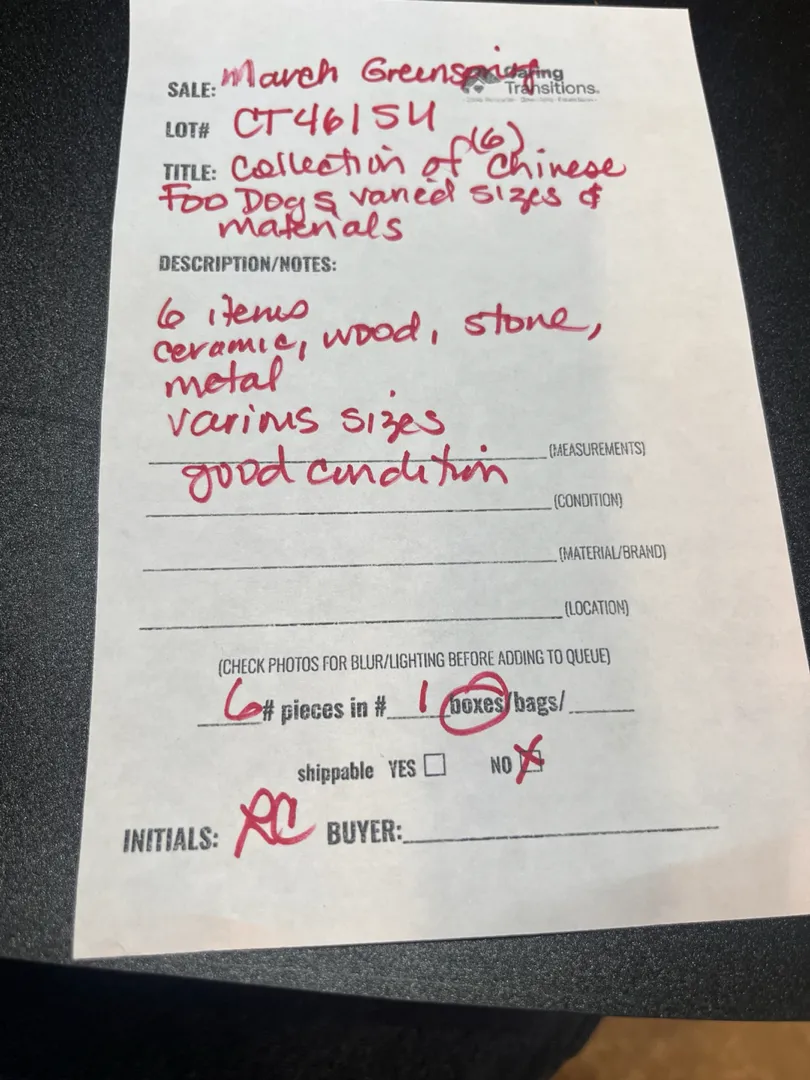 SALE: March Greenspring
Caring Transitions®
LOT# CT46154
TITLE: Collection of (6) Chinese
Foo Dogs varied sizes &
materials
DESCRIPTION/NOTES:
6 items
ceramic, wood, stone,
metal
various sizes
(MEASUREMENTS)
good condition
(CONDITION)
(MATERIAL/BRAND)
(LOCATION)
(CHECK PHOTOS FOR BLUR/LIGHTING BEFORE ADDING TO QUEUE)
6 # pieces in # 1 boxes/bags/
shippable YES NO X
INITIALS: RC BUYER: